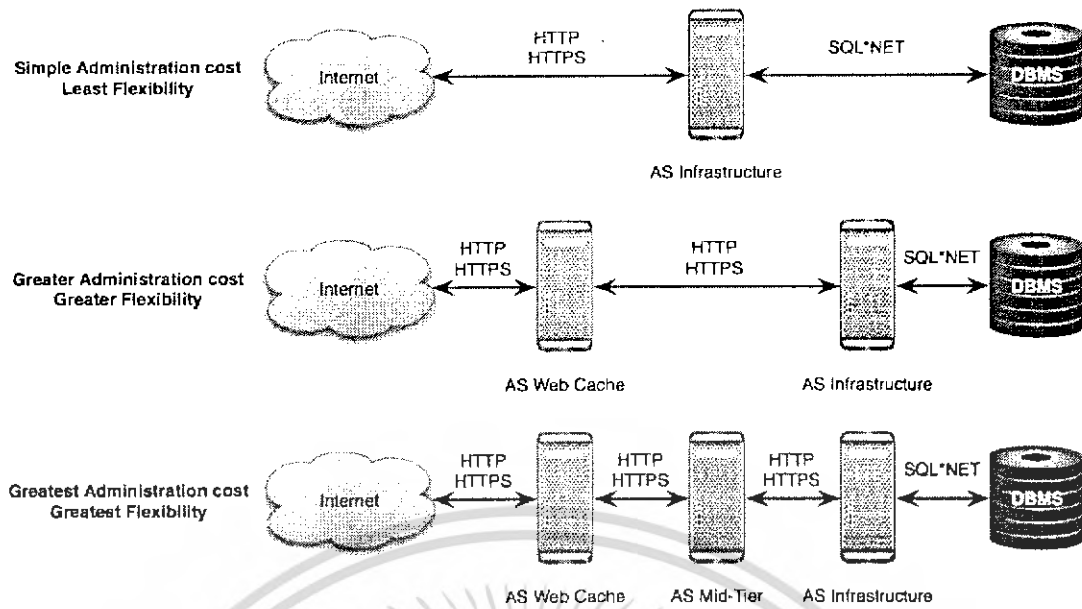 HTTP
HTTPS
SQL*NET
Simple Administration cost
Least Flexibility
Internet
DBMS
AS Infrastructure
HTTP
HTTPS
HTTP
HTTPS
SQL*NET
Greater Administration cost
Greater Flexibility
Internet
DBMS
AS Web Cache
AS Infrastructure
HTTP
HTTPS
HTTP
HTTPS
HTTP
HTTPS
SQL*NET
Greatest Administration cost
Greatest Flexibility
Internet
DBMS
AS Web Cache
AS Mid-Tier
AS Infrastructure